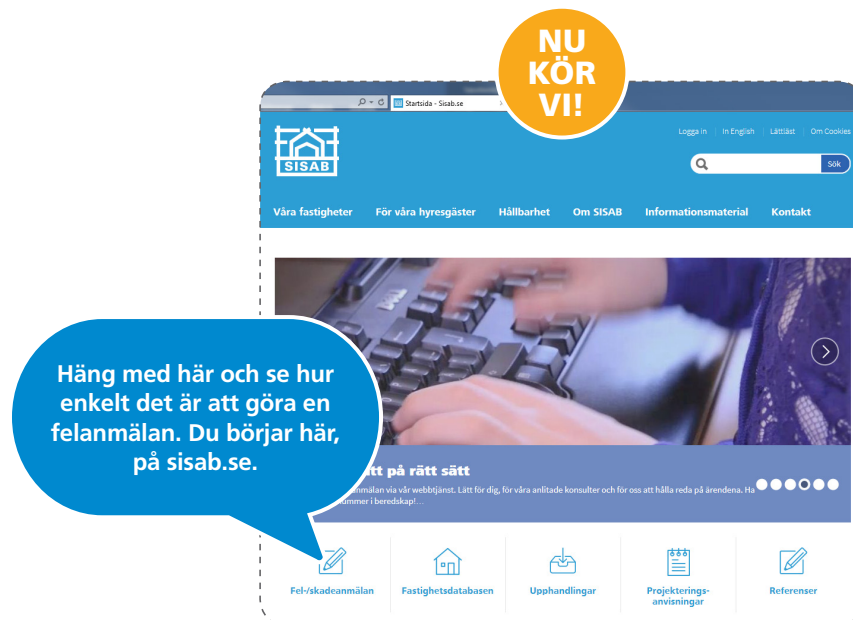 NU
KÖR
VI!
Startsida - Sisab.se
Logga in | In English | Lättläst | Om Cookies
SISAB
Sök
Våra fastigheter För våra hyresgäster Hållbarhet Om SISAB Informationsmaterial Kontakt
DELL
Häng med här och se hur
enkelt det är att göra en
felanmälan. Du börjar här,
på sisab.se.
på rätt sätt
via vår webbtjänst. Lätt för dig, för våra anlitade konsulter och för oss att hålla reda på ärendena. Ha
i beredskap!...
Fel-/skadeanmälan Fastighetsdatabasen Upphandlingar Projekterings-
anvisningar Referenser